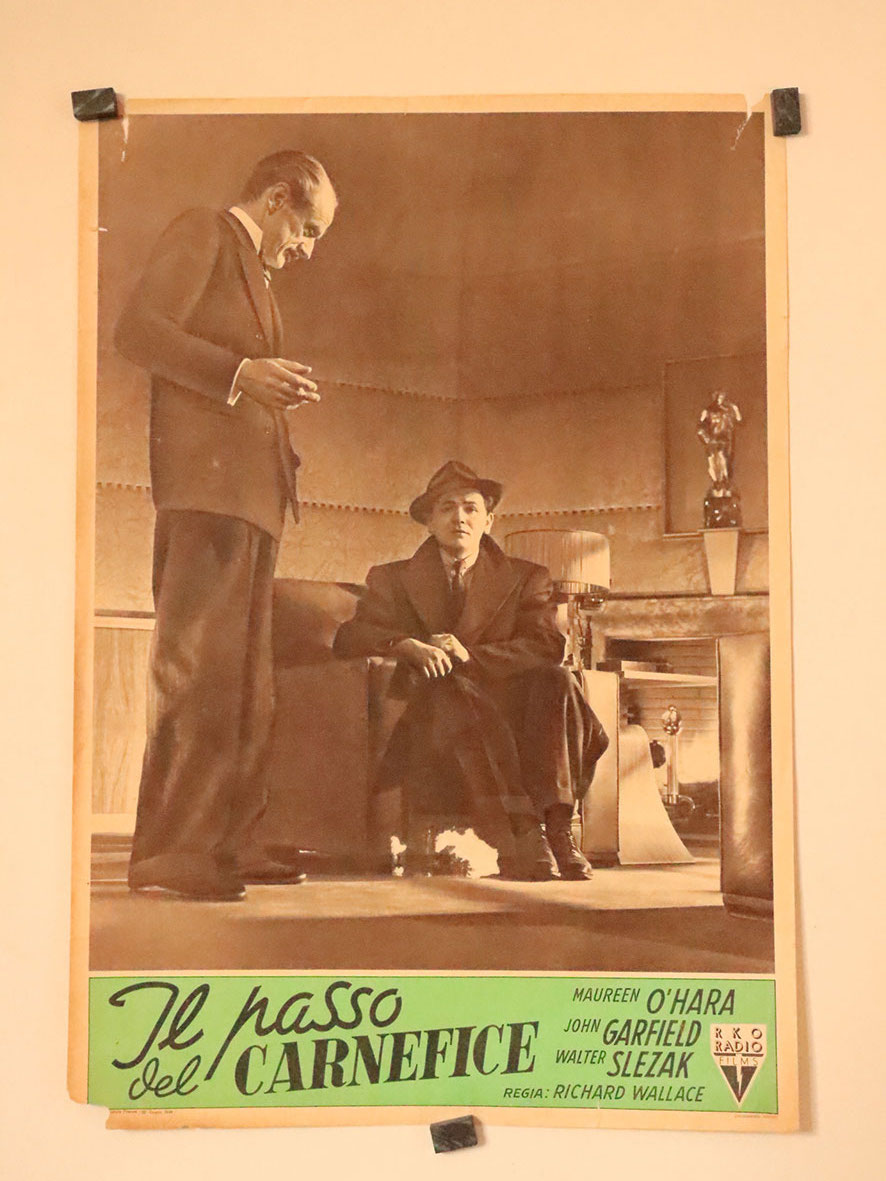 Il passo
del CARNEFICE
MAUREEN O'HARA
JOHN GARFIELD
WALTER SLEZAK
REGIA: RICHARD WALLACE
RKO
RADIO
FILMS